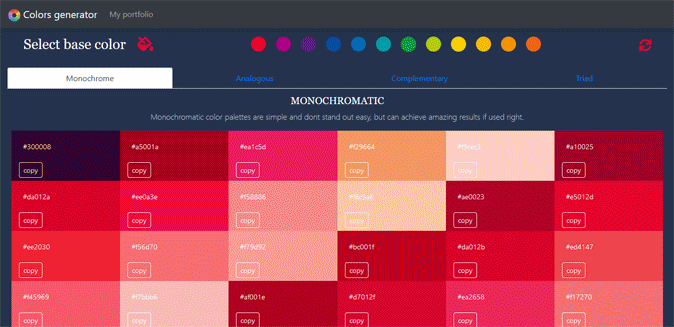 Colors generator My portfolio
Select base color
Monochrome Analogous Complementary Triad
MONOCHROMATIC
Monochromatic color palettes are simple and dont stand out easy, but can achieve amazing results if used right.
#300008 #a5001a #ea1c5d #f29664 #a10025
copy copy copy copy copy copy
#da012a #ee0a3e #f58886 #ae0023 #e5012d
copy copy copy copy copy copy
#ee2030 #f56d70 #f79d92 #bc001f #da012b #ed4147
copy copy copy copy copy copy
#f45969 #f7bbb6 #af001e #d7012f #ea2658 #f17270
copy copy copy copy copy copy